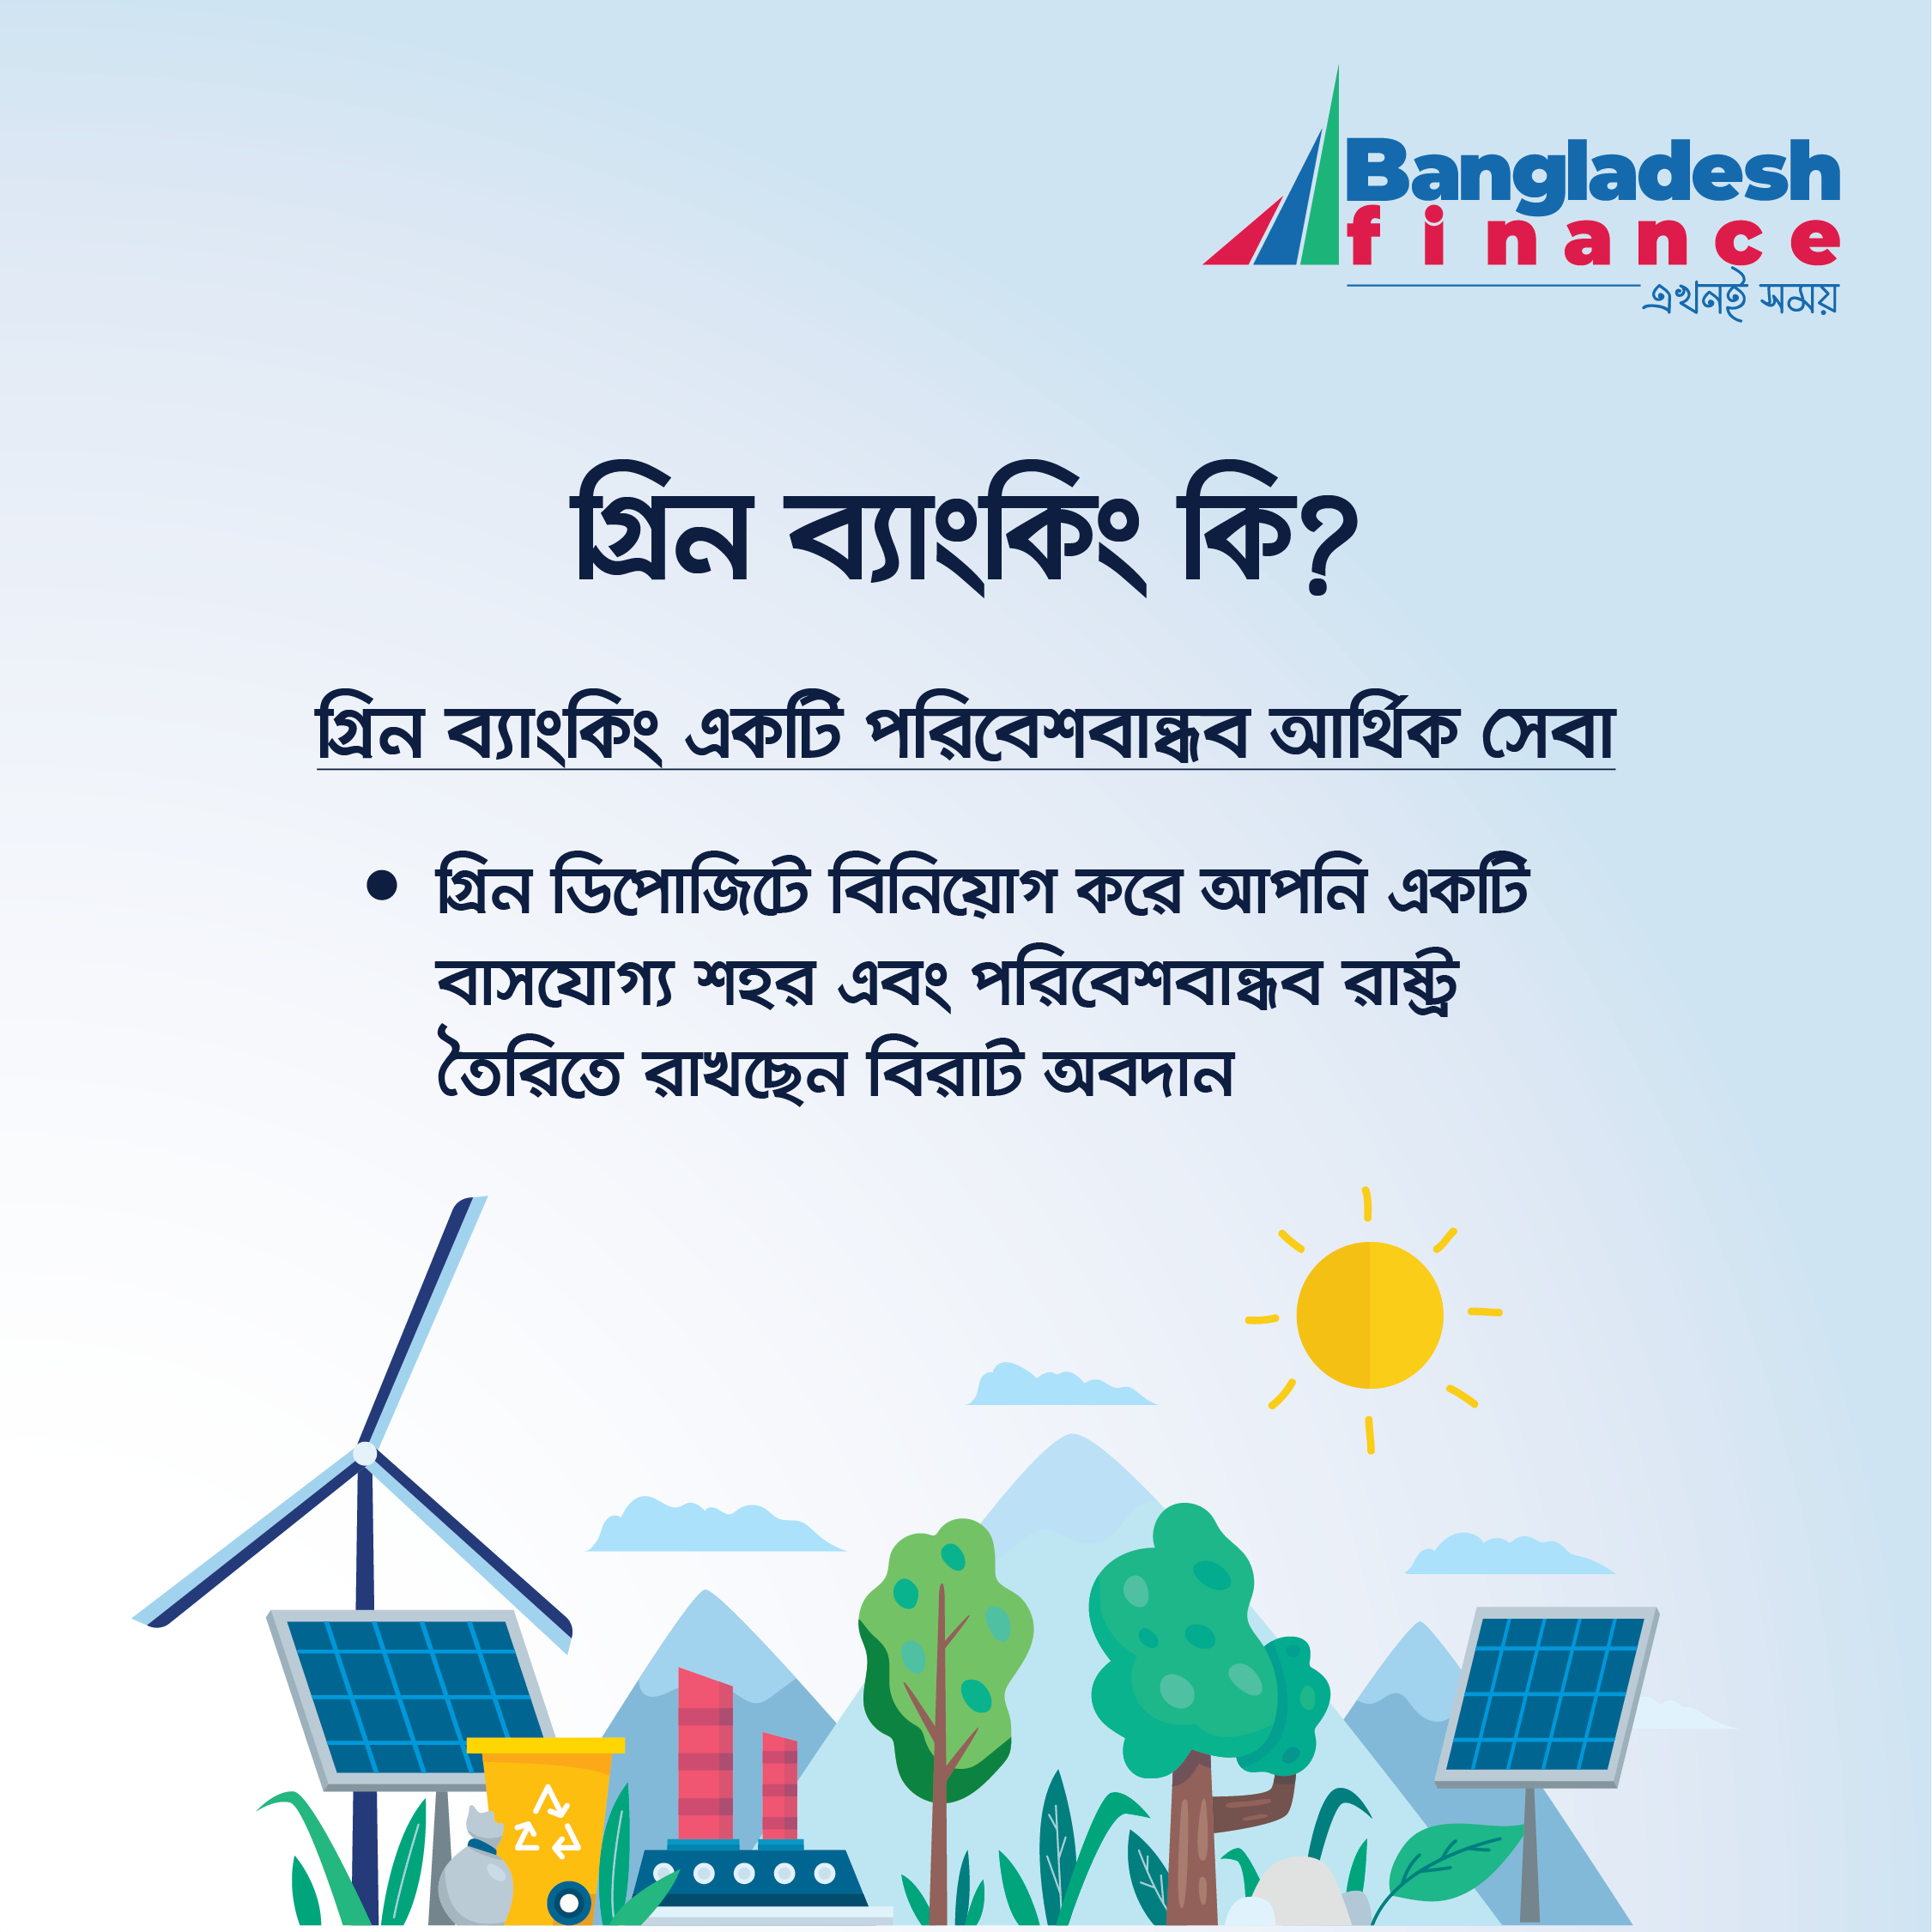 Bangladesh
finance
এখনই সময়
গ্রিন ব্যাংকিং কি?
গ্রিন ব্যাংকিং একটি পরিবেশবান্ধব আর্থিক সেবা
• গ্রিন ডিপোজিটে বিনিয়োগ করে আপনি একটি
বাসযোগ্য শহর এবং পরিবেশবান্ধব রাষ্ট্র
তৈরিতে রাখছেন বিরাট অবদান